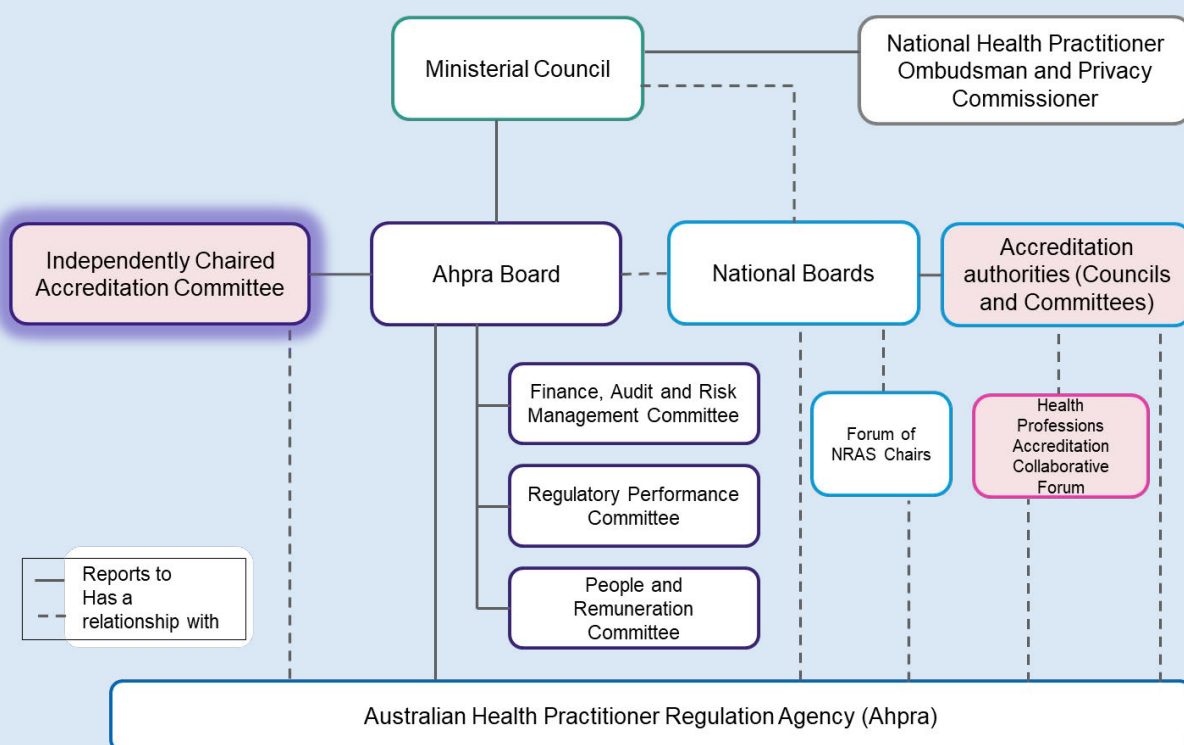 Ministerial Council
National Health Practitioner
Ombudsman and Privacy
Commissioner
Independently Chaired
Accreditation Committee
Ahpra Board
National Boards
Accreditation
authorities (Councils
and Committees)
Finance, Audit and Risk
Management Committee
Regulatory Performance
Committee
People and
Remuneration
Committee
Forum of
NRAS Chairs
Health
Professions
Accreditation
Collaborative
Forum
Reports to
Has a
relationship with
Australian Health Practitioner Regulation Agency (Ahpra)